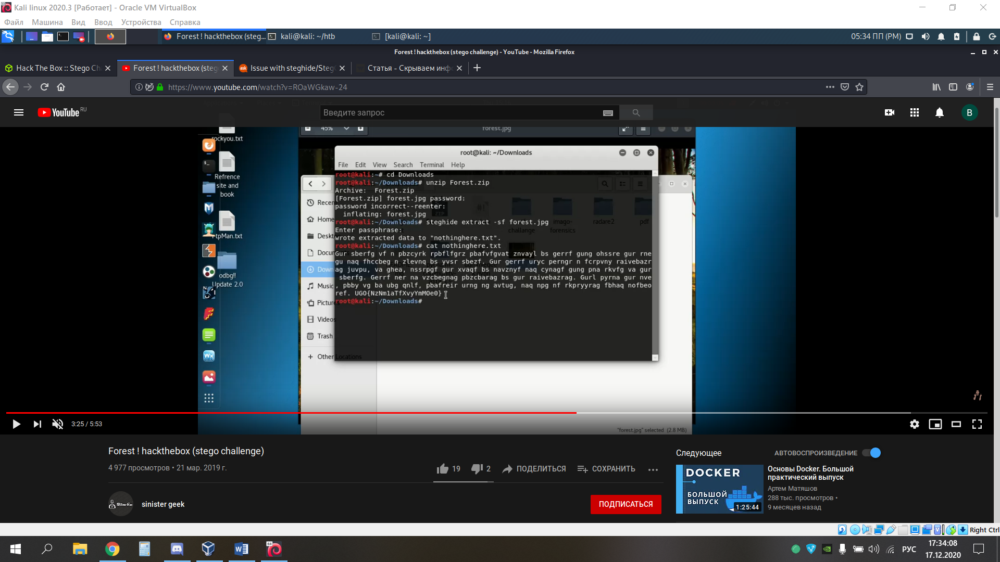 Kali linux 2020.3 [Работает] - Oracle VM VirtualBox
Файл Машина Вид Ввод Устройства Справка
Forest ! hackthebox (steg... kali@kali: ~/htb [kali@kali: ~] 05:34 ПП (PM)
Forest ! hackthebox (stego challenge) - YouTube - Mozilla Firefox
Hack The Box :: Stego Ch Forest ! hackthebox (steg Issue with steghide/Steg Статья - Скрываем инф
https://www.youtube.com/watch?v=ROaWGkaw-24
YouTube RU Введите запрос B
45% forest.jpg
rockyou.txt
Refrence
site and
book
ftpMan.txt
odbg!!
Update 2.0
root@kali: ~/Downloads
File Edit View Search Terminal Help
root@kali:~# cd Downloads
root@kali:~/Downloads# unzip Forest.zip
Archive:  Forest.zip
[Forest.zip] forest.jpg password:
password incorrect--reenter:
  inflating: forest.jpg
root@kali:~/Downloads# steghide extract -sf forest.jpg
Enter passphrase:
wrote extracted data to "nothinghere.txt".
root@kali:~/Downloads# cat nothinghere.txt
Gur sberfg vf n pbzcyrk rpbflfgrz pbafvfgvat znvayl bs gerrf gung ohssre gur rne
gu naq fhccbeg n zlevnq bs yvsr sbezf. Gur gerrf uryc perngr n fcrpvny raivebazr
ag juvpu, va ghea, nssrpgf gur xvaqf bs navznyf naq cynagf gung pna rkvfg va gur
 sberfg. Gerrf ner na vzcbegnag pbzcbarag bs gur raivebazrag. Gurl pyrna gur nve
, pbby vg ba ubg qnlf, pbafreir urng ng avtug, naq npg nf rkpryyrag fbhaq nofbeo
ref. UGO{NzNm1aTfXvyYmMOe0}
root@kali:~/Downloads#
Recen
Home
Deskto
Docum
Down
Music
Picture
Videos
Trash
Other Locations
challange imago-forensics radare2 pdf
"forest.jpg" selected (2.8 MB)
3:25 / 5:53
Forest ! hackthebox (stego challenge)
4 977 просмотров • 21 мар. 2019 г.
19 2 ПОДЕЛИТЬСЯ СОХРАНИТЬ
sinister geek
ПОДПИСАТЬСЯ
Следующее АВТОВОСПРОИЗВЕДЕНИЕ
DOCKER
БОЛЬШОЙ
ВЫПУСК
1:25:44
Основы Docker. Большой
практический выпуск
Артем Матяшов
288 тыс. просмотров •
9 месяцев назад
Right Ctrl
РУС 17:34:08
17.12.2020